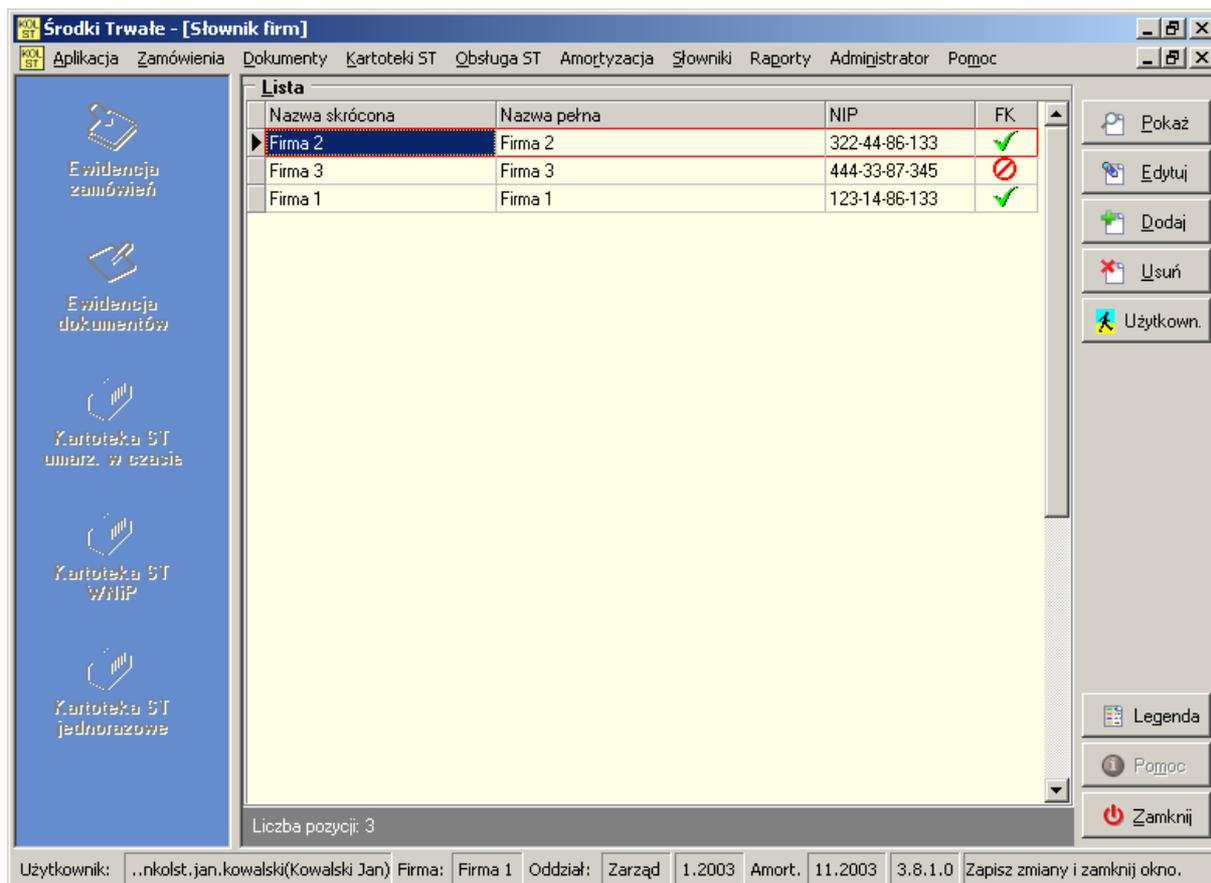 KOL ST Środki Trwałe - [Słownik firm]
KOL ST Aplikacja Zamówienia Dokumenty Kartoteki ST Obsługa ST Amortyzacja Słowniki Raporty Administrator Pomoc
Ewidencja
zamówień
Ewidencja
dokumentów
Kartoteka ST
umarz. w czasie
Kartoteka ST
WNiP
Kartoteka ST
jednorazowe
Lista
Nazwa skrócona Nazwa pełna NIP FK
Firma 2 Firma 2 322-44-86-133
Firma 3 Firma 3 444-33-87-345
Firma 1 Firma 1 123-14-86-133
Liczba pozycji: 3
Pokaż
Edytuj
Dodaj
Usuń
Użytkown.
Legenda
Pomoc
Zamknij
Użytkownik: ..nkolst.jan.kowalski(Kowalski Jan) Firma: Firma 1 Oddział: Zarząd 1.2003 Amort. 11.2003 3.8.1.0 Zapisz zmiany i zamknij okno.